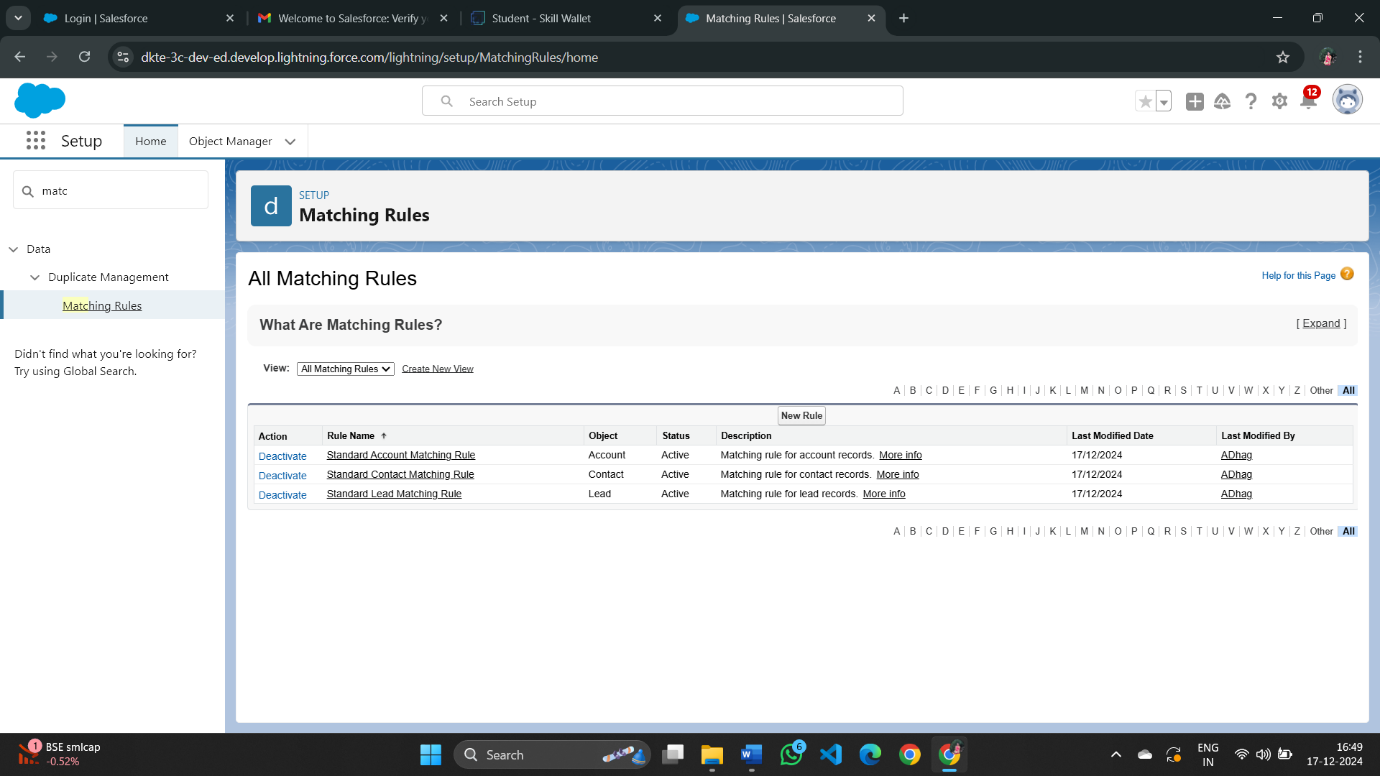 Login | Salesforce
Welcome to Salesforce: Verify y
Student - Skill Wallet
Matching Rules | Salesforce
dkte-3c-dev-ed.develop.lightning.force.com/lightning/setup/MatchingRules/home
Search Setup
12
Setup
Home
Object Manager
matc
Data
Duplicate Management
Matching Rules
Didn't find what you're looking for?
Try using Global Search.
d
SETUP
Matching Rules
All Matching Rules
Help for this Page ?
What Are Matching Rules?
[ Expand ]
View: All Matching Rules Create New View
A | B | C | D | E | F | G | H | I | J | K | L | M | N | O | P | Q | R | S | T | U | V | W | X | Y | Z | Other | All
New Rule
Action Rule Name ↑ Object Status Description Last Modified Date Last Modified By
Deactivate Standard Account Matching Rule Account Active Matching rule for account records. More info 17/12/2024 ADhag
Deactivate Standard Contact Matching Rule Contact Active Matching rule for contact records. More info 17/12/2024 ADhag
Deactivate Standard Lead Matching Rule Lead Active Matching rule for lead records. More info 17/12/2024 ADhag
A | B | C | D | E | F | G | H | I | J | K | L | M | N | O | P | Q | R | S | T | U | V | W | X | Y | Z | Other | All
1
BSE smlcap
-0.52%
Search
6
ENG
IN
16:49
17-12-2024